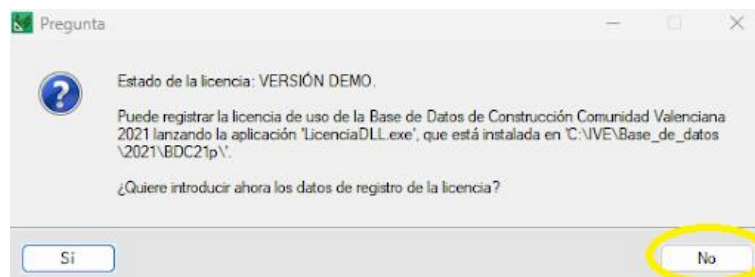 Pregunta
Estado de la licencia: VERSIÓN DEMO.
Puede registrar la licencia de uso de la Base de Datos de Construcción Comunidad Valenciana
2021 lanzando la aplicación 'LicenciaDLL.exe', que está instalada en 'C:\IVE\Base_de_datos
\2021\BDC21p\'.
¿Quiere introducir ahora los datos de registro de la licencia?
Sí
No